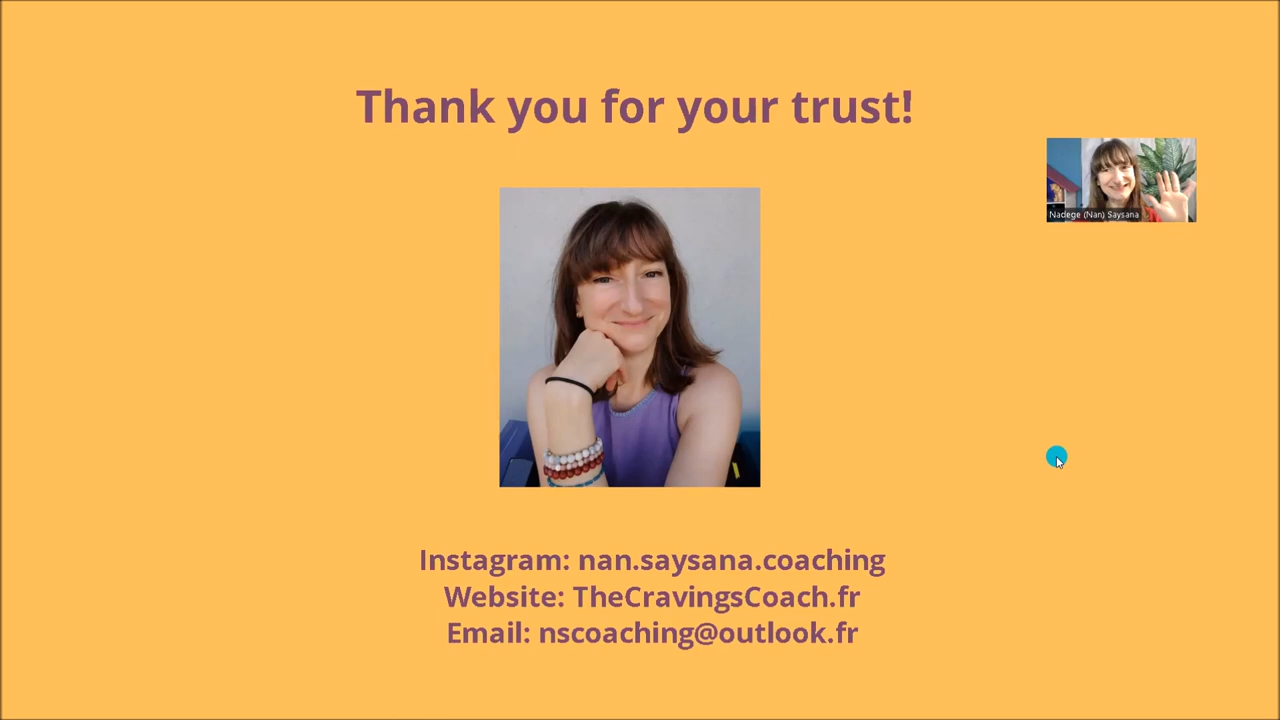 Thank you for your trust!
Nadege (Nan) Saysana
Instagram: nan.saysana.coaching
Website: TheCravingsCoach.fr
Email: nscoaching@outlook.fr